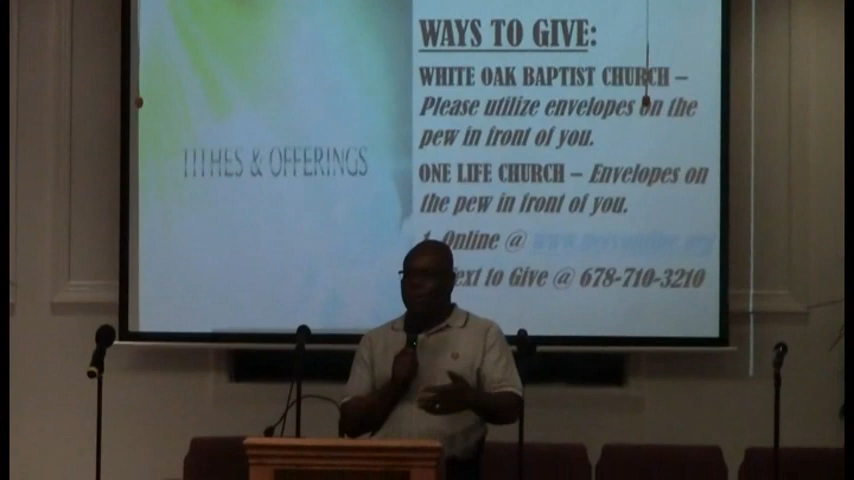 TITHES & OFFERINGS
WAYS TO GIVE:
WHITE OAK BAPTIST CHURCH –
Please utilize envelopes on the
pew in front of you.
ONE LIFE CHURCH – Envelopes on
the pew in front of you.
1. Online @
ext to Give @ 678-710-3210